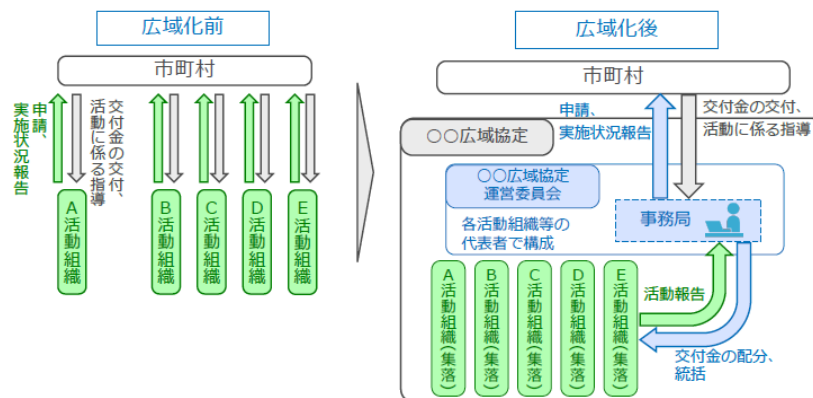 広域化前
市町村
申請、
実施状況報告
交付金の交付、
活動に係る指導
A活動組織
B活動組織
C活動組織
D活動組織
E活動組織
広域化後
市町村
申請、
実施状況報告
交付金の交付、
活動に係る指導
〇〇広域協定
〇〇広域協定
運営委員会
各活動組織等の
代表者で構成
事務局
A活動組織(集落)
B活動組織(集落)
C活動組織(集落)
D活動組織(集落)
E活動組織(集落)
活動報告
交付金の配分、
統括